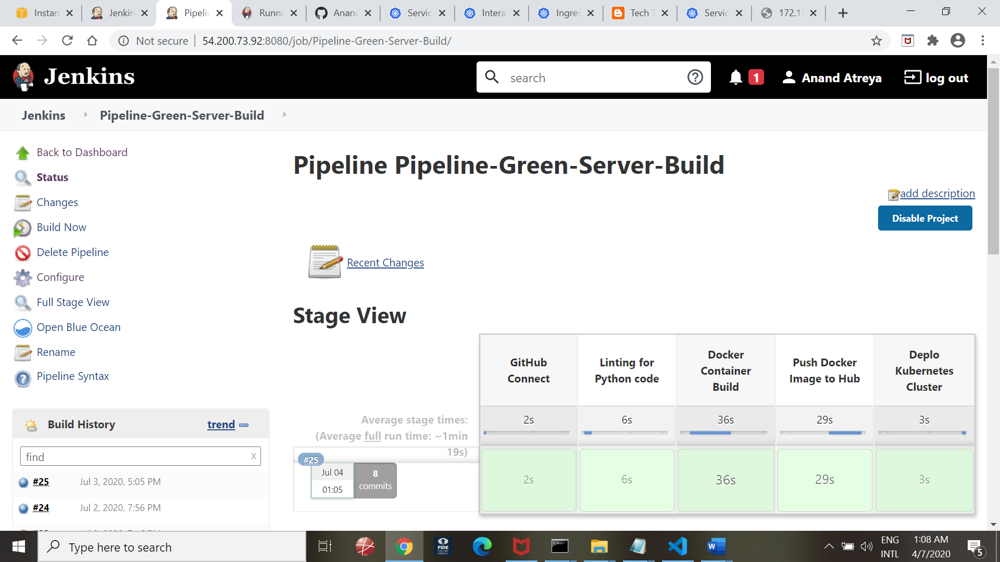 Instan
Jenkin
Pipelin
Runni
Anand
Servic
Intera
Ingres
Tech T
Servic
172.17
Not secure
54.200.73.92:8080/job/Pipeline-Green-Server-Build/
Jenkins
search
1
Anand Atreya
log out
Jenkins
Pipeline-Green-Server-Build
Back to Dashboard
Status
Changes
Build Now
Delete Pipeline
Configure
Full Stage View
Open Blue Ocean
Rename
Pipeline Syntax
Build History
trend
find
x
#25 Jul 3, 2020, 5:05 PM
#24 Jul 2, 2020, 7:56 PM
Pipeline Pipeline-Green-Server-Build
add description
Disable Project
Recent Changes
Stage View
GitHub
Connect
Linting for
Python code
Docker
Container
Build
Push Docker
Image to Hub
Deplo
Kubernetes
Cluster
Average stage times:
(Average full run time: ~1min
19s)
2s
6s
36s
29s
3s
#25
Jul 04
01:05
8
commits
2s
6s
36s
29s
3s
Type here to search
FIDE
ONLINE
ARENA
ENG
INTL
1:08 AM
4/7/2020
5